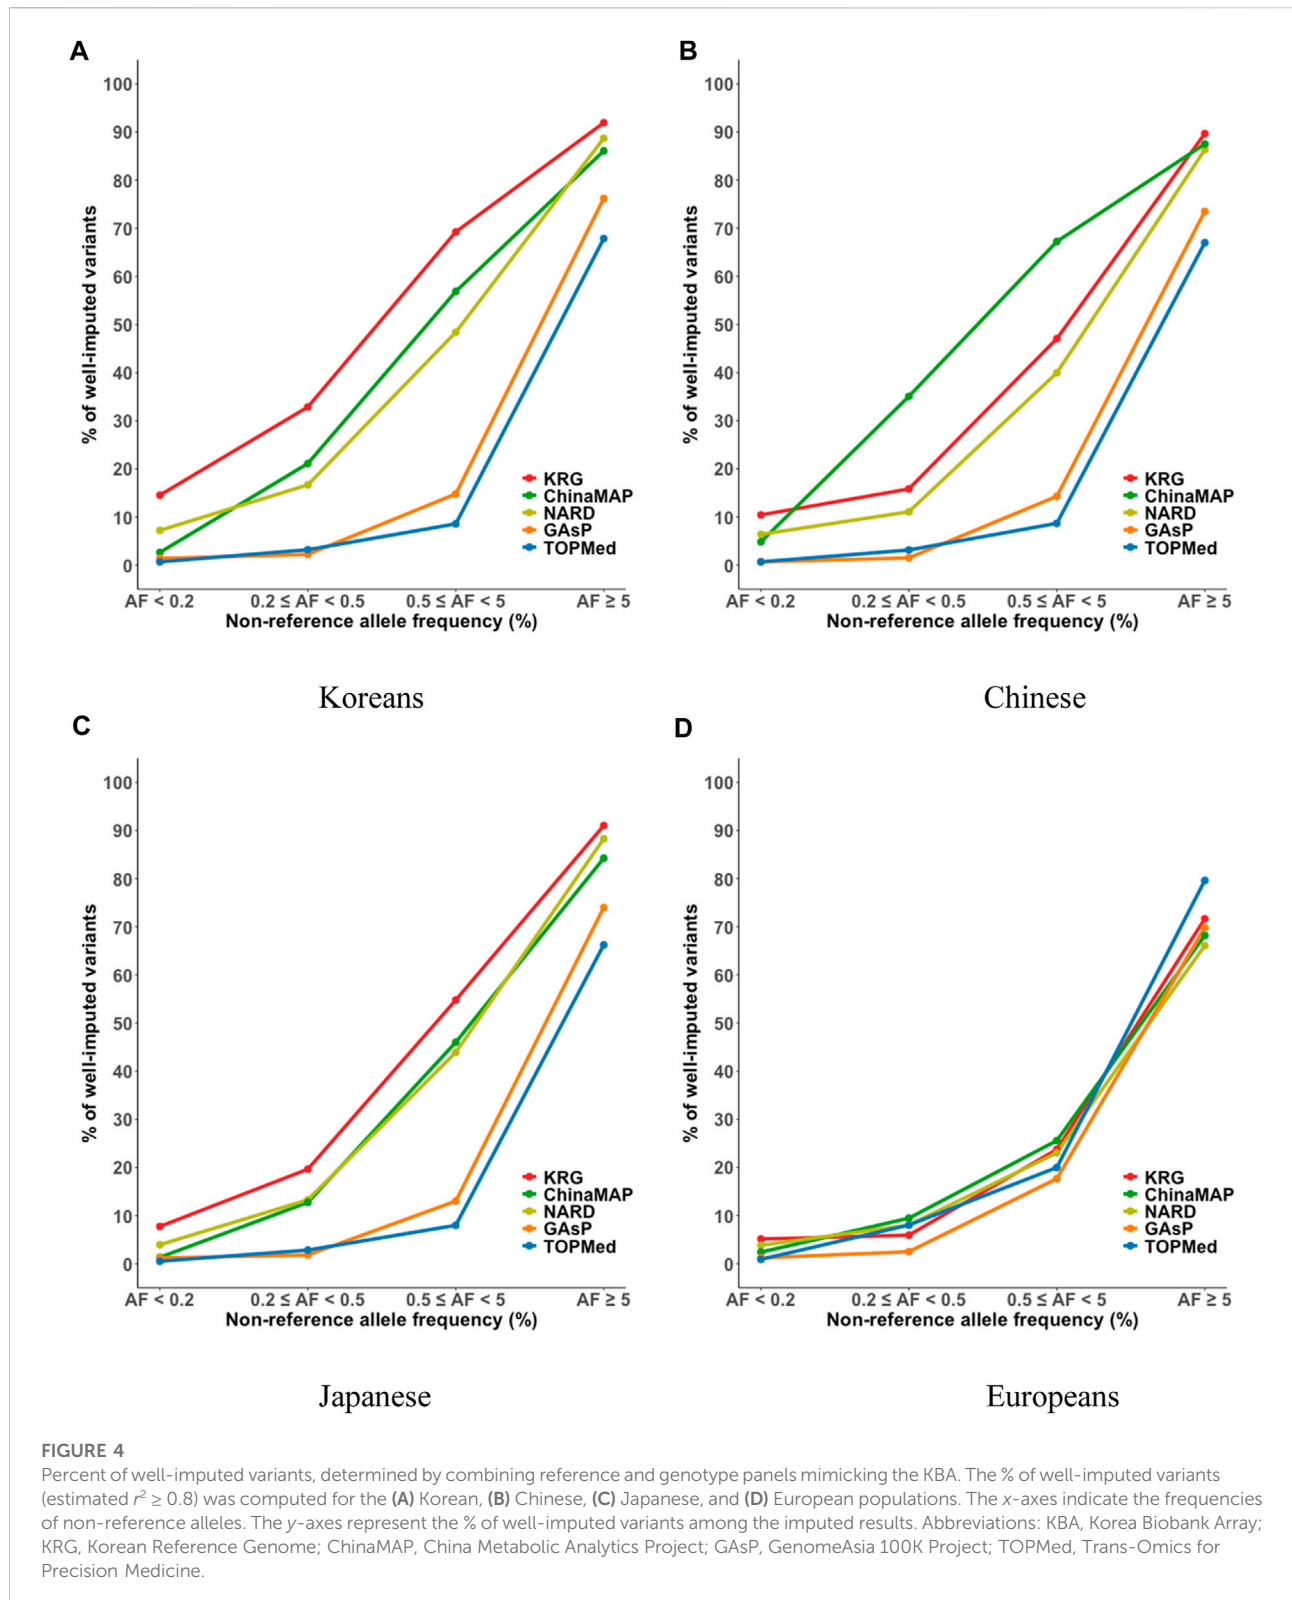 A
100
90
80
70
60
50
40
30
20
10
0
% of well-imputed variants
KRG
ChinaMAP
NARD
GAsP
TOPMed
AF < 0.2
0.2 ≤ AF < 0.5
0.5 ≤ AF < 5
AF ≥ 5
Non-reference allele frequency (%)
Koreans
B
100
90
80
70
60
50
40
30
20
10
0
% of well-imputed variants
KRG
ChinaMAP
NARD
GAsP
TOPMed
AF < 0.2
0.2 ≤ AF < 0.5
0.5 ≤ AF < 5
AF ≥ 5
Non-reference allele frequency (%)
Chinese
C
100
90
80
70
60
50
40
30
20
10
0
% of well-imputed variants
KRG
ChinaMAP
NARD
GAsP
TOPMed
AF < 0.2
0.2 ≤ AF < 0.5
0.5 ≤ AF < 5
AF ≥ 5
Non-reference allele frequency (%)
Japanese
D
100
90
80
70
60
50
40
30
20
10
0
% of well-imputed variants
KRG
ChinaMAP
NARD
GAsP
TOPMed
AF < 0.2
0.2 ≤ AF < 0.5
0.5 ≤ AF < 5
AF ≥ 5
Non-reference allele frequency (%)
Europeans
FIGURE 4
Percent of well-imputed variants, determined by combining reference and genotype panels mimicking the KBA. The % of well-imputed variants
(estimated r² ≥ 0.8) was computed for the (A) Korean, (B) Chinese, (C) Japanese, and (D) European populations. The x-axes indicate the frequencies
of non-reference alleles. The y-axes represent the % of well-imputed variants among the imputed results. Abbreviations: KBA, Korea Biobank Array;
KRG, Korean Reference Genome; ChinaMAP, China Metabolic Analytics Project; GAsP, GenomeAsia 100K Project; TOPMed, Trans-Omics for
Precision Medicine.